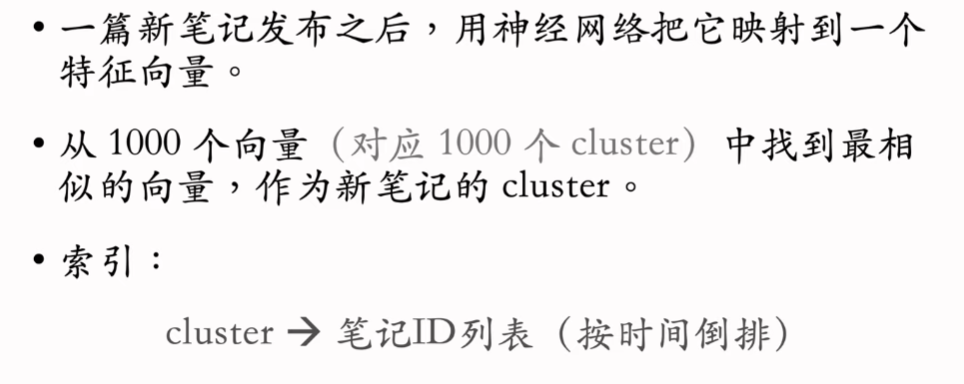 • 一篇新笔记发布之后，用神经网络把它映射到一个
特征向量。
• 从 1000 个向量（对应 1000 个 cluster）中找到最相
似的向量，作为新笔记的 cluster。
• 索引：
cluster → 笔记ID列表（按时间倒排）